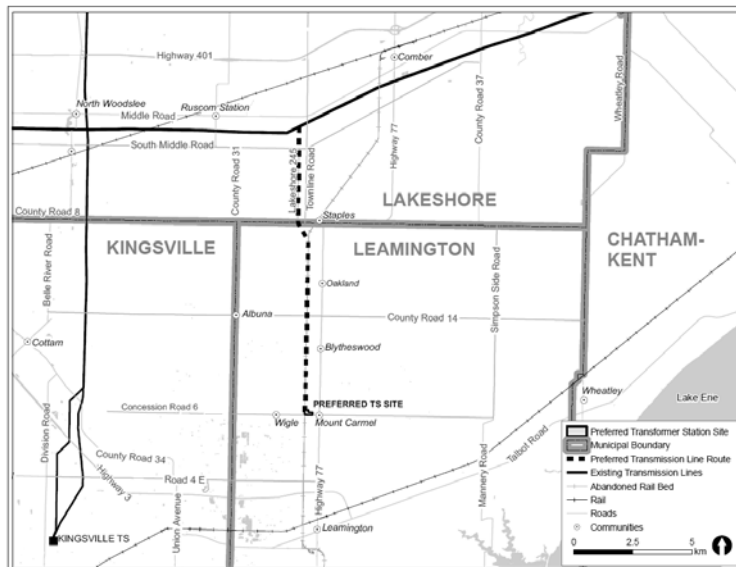 Highway 401
Comber
North Woodslee
Ruscom Station
Middle Road
South Middle Road
County Road 31
Lakeshore 245
Townline Road
Highway 77
County Road 37
Wheatley Road
LAKESHORE
County Road 8
Staples
KINGSVILLE
LEAMINGTON
CHATHAM-
KENT
Belle River Road
Oakland
Simpson Side Road
Albuna
County Road 14
Cottam
Blytheswood
PREFERRED TS SITE
Concession Road 6
Wigle
Mount Carmel
Wheatley
Lake Erie
Division Road
County Road 34
Highway 3
Road 4 E
Union Avenue
Highway 77
Mannery Road
Talbot Road
Leamington
KINGSVILLE TS
Preferred Transformer Station Site
Municipal Boundary
Preferred Transmission Line Route
Existing Transmission Lines
Abandoned Rail Bed
Rail
Roads
Communities
0 2.5 5
km